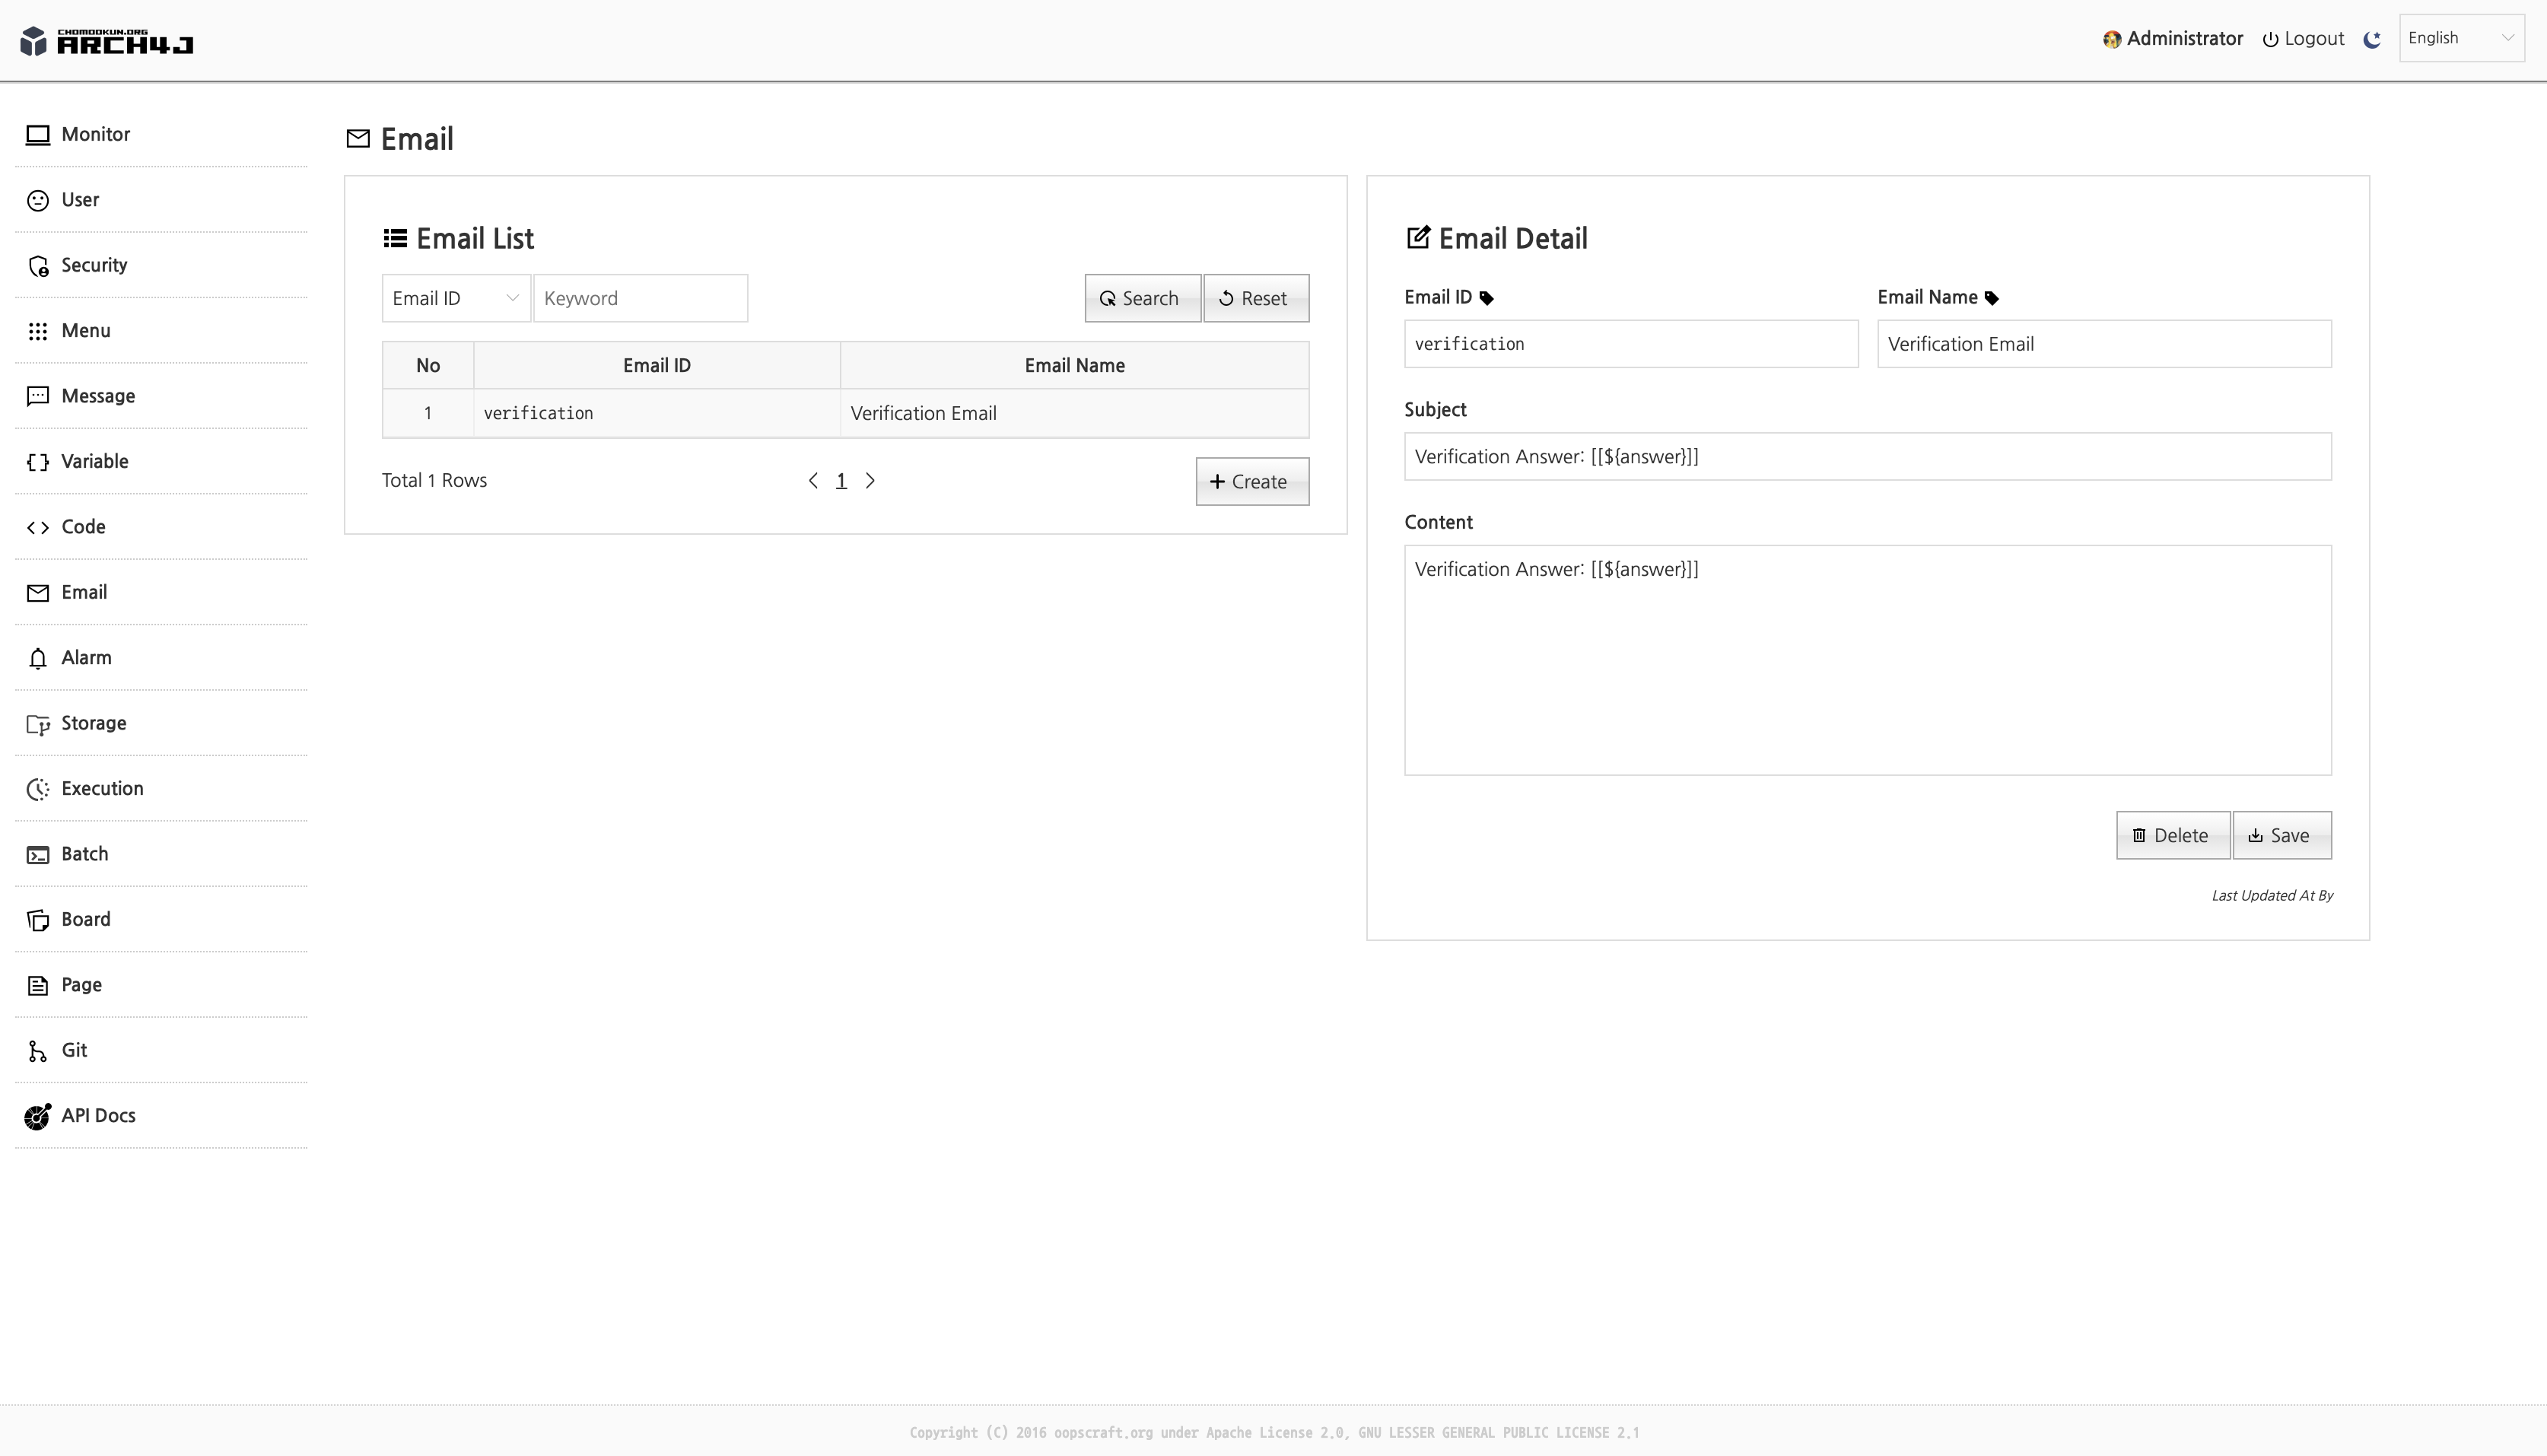 CHOMOOKUN.ORG
ARCH4J
Administrator Logout English
Monitor
User
Security
Menu
Message
Variable
Code
Email
Alarm
Storage
Execution
Batch
Board
Page
Git
API Docs
Email
Email List
Email ID Keyword Search Reset
No Email ID Email Name
1 verification Verification Email
Total 1 Rows 1 Create
Email Detail
Email ID Email Name
verification Verification Email
Subject
Verification Answer: [[${answer}]]
Content
Verification Answer: [[${answer}]]
Delete Save
Last Updated At By
Copyright (C) 2016 oopscraft.org under Apache License 2.0, GNU LESSER GENERAL PUBLIC LICENSE 2.1